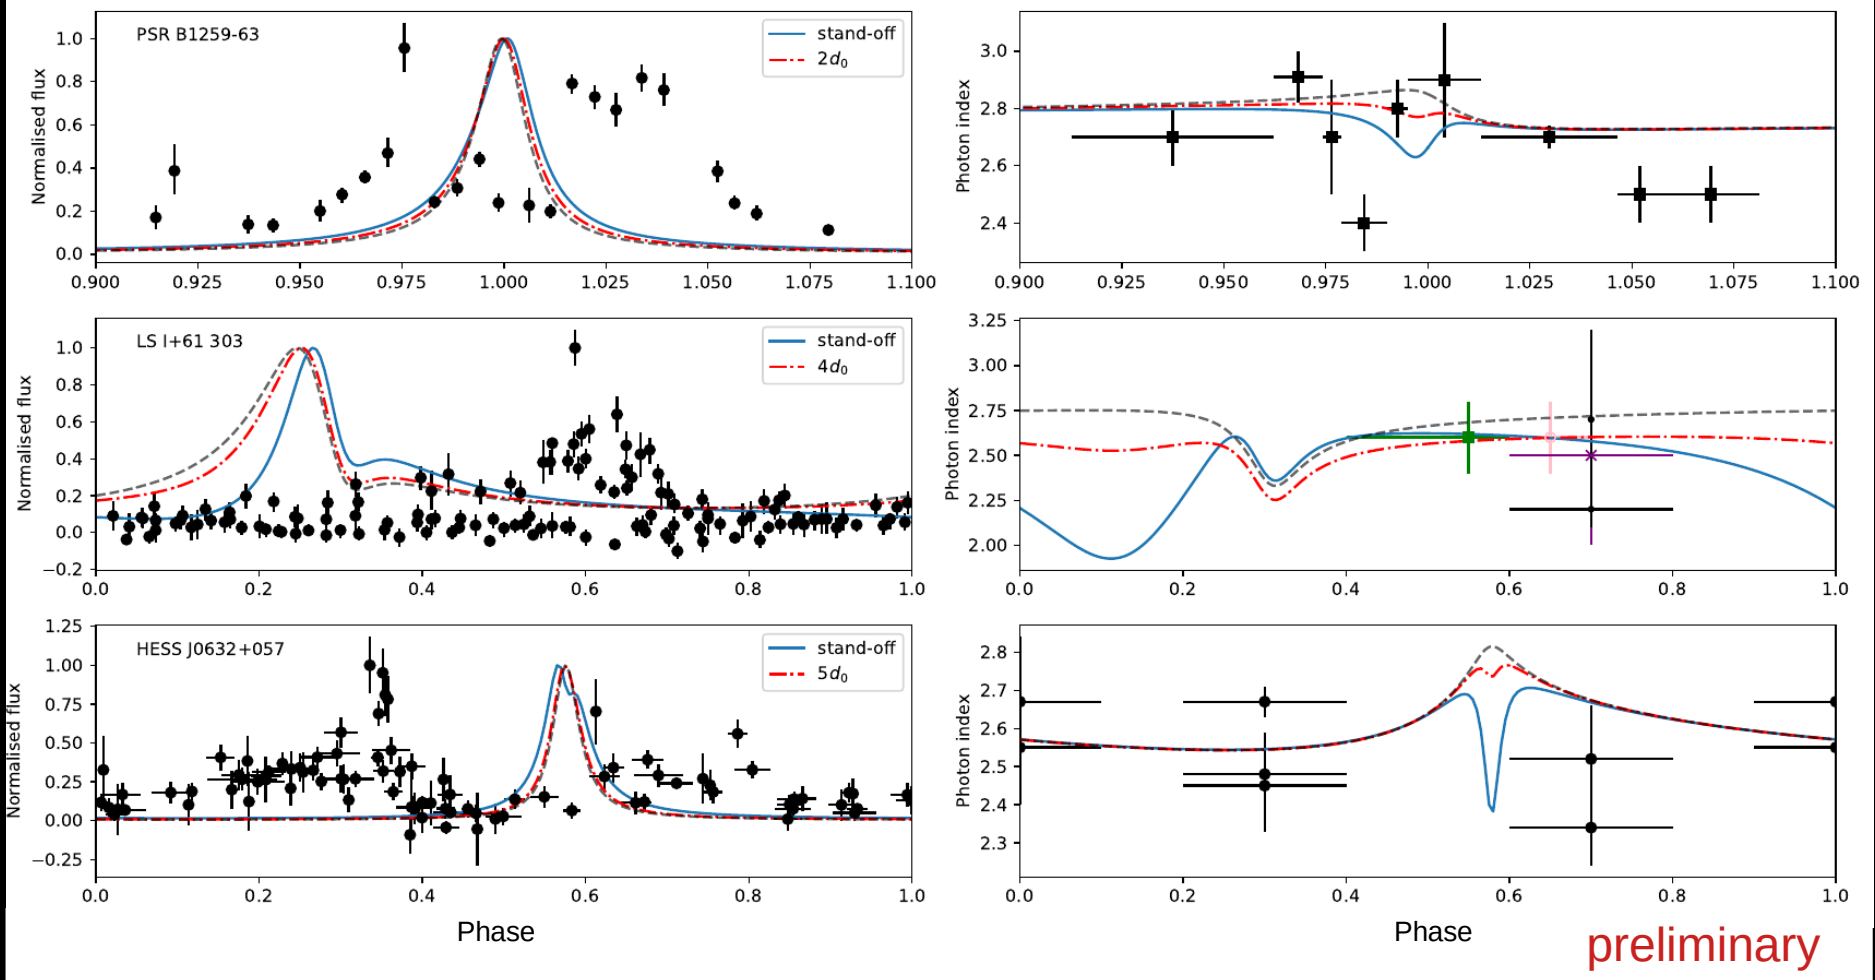 PSR B1259-63
stand-off
2d₀
Normalised flux
1.0
0.8
0.6
0.4
0.2
0.0
0.900 0.925 0.950 0.975 1.000 1.025 1.050 1.075 1.100
Photon index
3.0
2.8
2.6
2.4
0.900 0.925 0.950 0.975 1.000 1.025 1.050 1.075 1.100
LS I+61 303
stand-off
4d₀
Normalised flux
1.0
0.8
0.6
0.4
0.2
0.0
−0.2
0.0 0.2 0.4 0.6 0.8 1.0
Photon index
3.25
3.00
2.75
2.50
2.25
2.00
0.0 0.2 0.4 0.6 0.8 1.0
HESS J0632+057
stand-off
5d₀
Normalised flux
1.25
1.00
0.75
0.50
0.25
0.00
−0.25
0.0 0.2 0.4 0.6 0.8 1.0
Phase
Photon index
2.8
2.7
2.6
2.5
2.4
2.3
0.0 0.2 0.4 0.6 0.8 1.0
Phase
preliminary